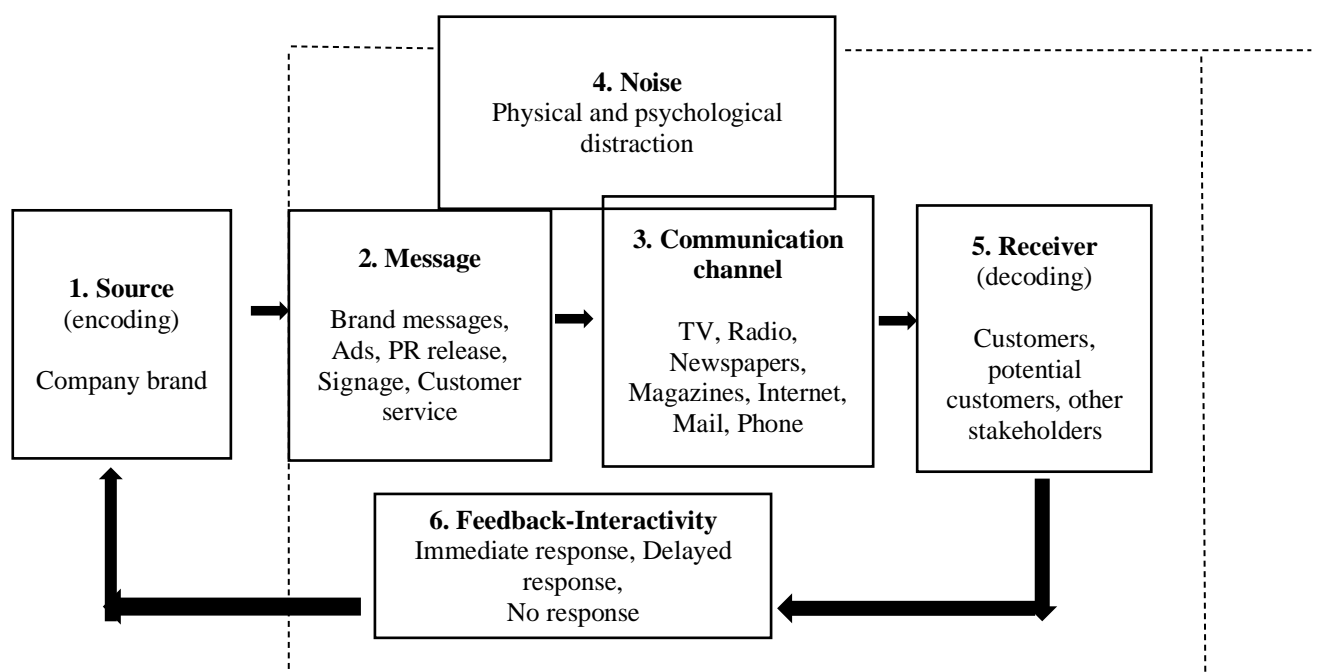 4. Noise
Physical and psychological
distraction
1. Source
(encoding)
Company brand
2. Message
Brand messages,
Ads, PR release,
Signage, Customer
service
3. Communication
channel
TV, Radio,
Newspapers,
Magazines, Internet,
Mail, Phone
5. Receiver
(decoding)
Customers,
potential
customers, other
stakeholders
6. Feedback-Interactivity
Immediate response, Delayed
response,
No response